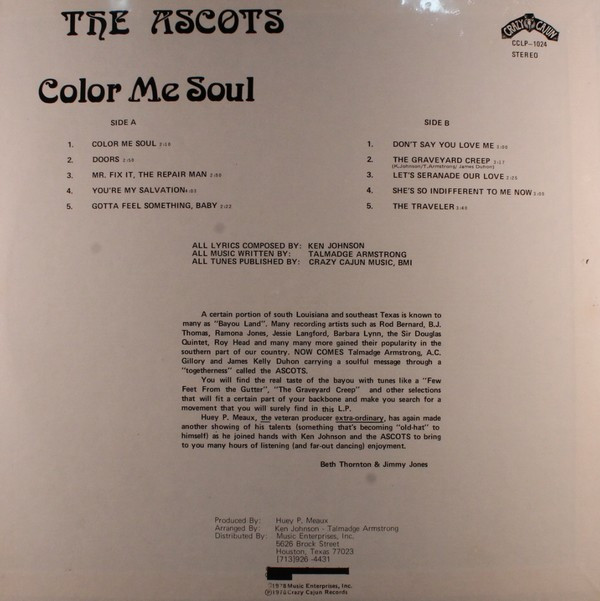 THE ASCOTS
CRAZY CAJUN
CCLP-1024
STEREO
Color Me Soul
SIDE A
1. COLOR ME SOUL
2. DOORS
3. MR. FIX IT, THE REPAIR MAN
4. YOU'RE MY SALVATION
5. GOTTA FEEL SOMETHING, BABY
SIDE B
1. DON'T SAY YOU LOVE ME
2. THE GRAVEYARD CREEP
(K.Johnson/T.Armstrong/James Duhon)
3. LET'S SERANADE OUR LOVE
4. SHE'S SO INDIFFERENT TO ME NOW
5. THE TRAVELER
ALL LYRICS COMPOSED BY: KEN JOHNSON
ALL MUSIC WRITTEN BY: TALMADGE ARMSTRONG
ALL TUNES PUBLISHED BY: CRAZY CAJUN MUSIC, BMI
A certain portion of south Louisiana and southeast Texas is known to
many as "Bayou Land". Many recording artists such as Rod Bernard, B.J.
Thomas, Ramona Jones, Jessie Langford, Barbara Lynn, the Sir Douglas
Quintet, Roy Head and many many more gained their popularity in the
southern part of our country. NOW COMES Talmadge Armstrong, A.C.
Gillory and James Kelly Duhon carrying a soulful message through a
"togetherness" called the ASCOTS.
You will find the real taste of the bayou with tunes like a "Few
Feet From the Gutter", "The Graveyard Creep" and other selections
that will fit a certain part of your backbone and make you search for a
movement that you will surely find in this L.P.
Huey P. Meaux, the veteran producer extra-ordinary, has again made
another showing of his talents (something that's becoming "old-hat" to
himself) as he joined hands with Ken Johnson and the ASCOTS to bring
to you many hours of listening (and far-out dancing) enjoyment.
Beth Thornton & Jimmy Jones
Produced By: Huey P. Meaux
Arranged By: Ken Johnson - Talmadge Armstrong
Distributed By: Music Enterprises, Inc.
5626 Brock Street
Houston, Texas 77023
[713]926-4431
Music Enterprises, Inc.
Crazy Cajun Records